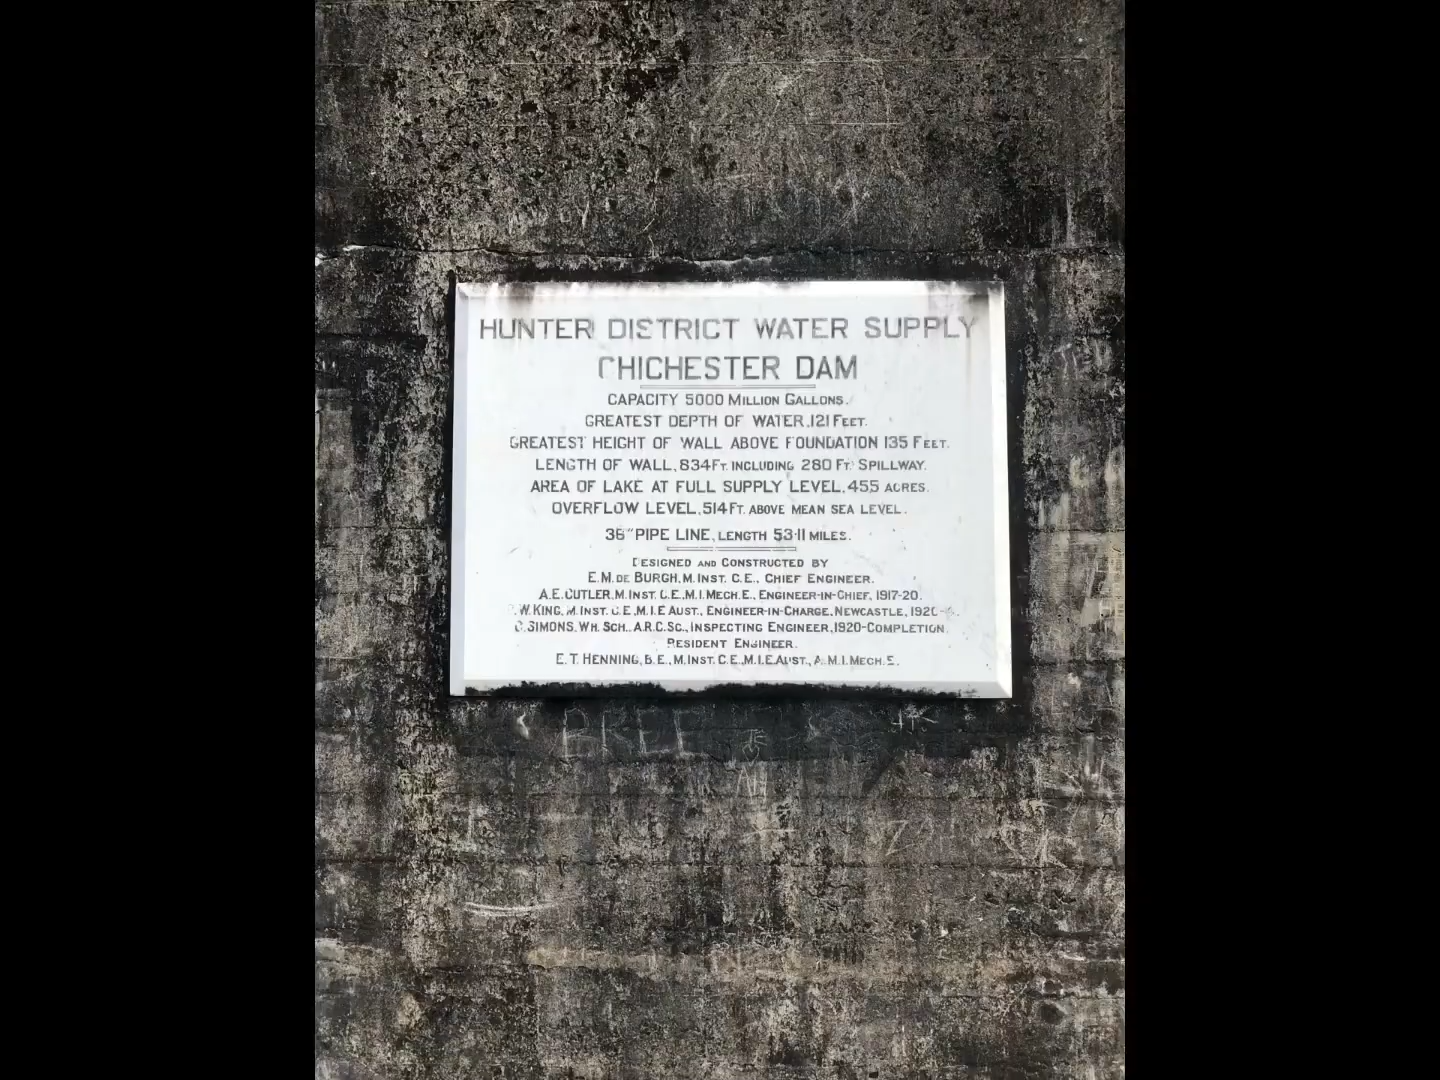 HUNTER DISTRICT WATER SUPPLY
CHICHESTER DAM
CAPACITY 5000 MILLION GALLONS.
GREATEST DEPTH OF WATER, 121 FEET.
GREATEST HEIGHT OF WALL ABOVE FOUNDATION 135 FEET.
LENGTH OF WALL, 834 FT. INCLUDING 280 FT. SPILLWAY.
AREA OF LAKE AT FULL SUPPLY LEVEL, 455 ACRES.
OVERFLOW LEVEL, 514 FT. ABOVE MEAN SEA LEVEL.
36" PIPE LINE, LENGTH 53·11 MILES.
DESIGNED AND CONSTRUCTED BY
E.M. DE BURGH, M. INST. C.E., CHIEF ENGINEER.
A.E. CUTLER, M. INST. C.E., M.I. MECH. E., ENGINEER-IN-CHIEF, 1917-20.
W. KING, M. INST. C.E., M.I.E. AUST., ENGINEER-IN-CHARGE, NEWCASTLE,
SIMONS, WH. SCH., A.R.C.SC., INSPECTING ENGINEER, 1920-COMPLETION.
RESIDENT ENGINEER.
E.T. HENNING, B.E., M. INST. C.E., M.I.E. AUST., A.M.I. MECH. E.